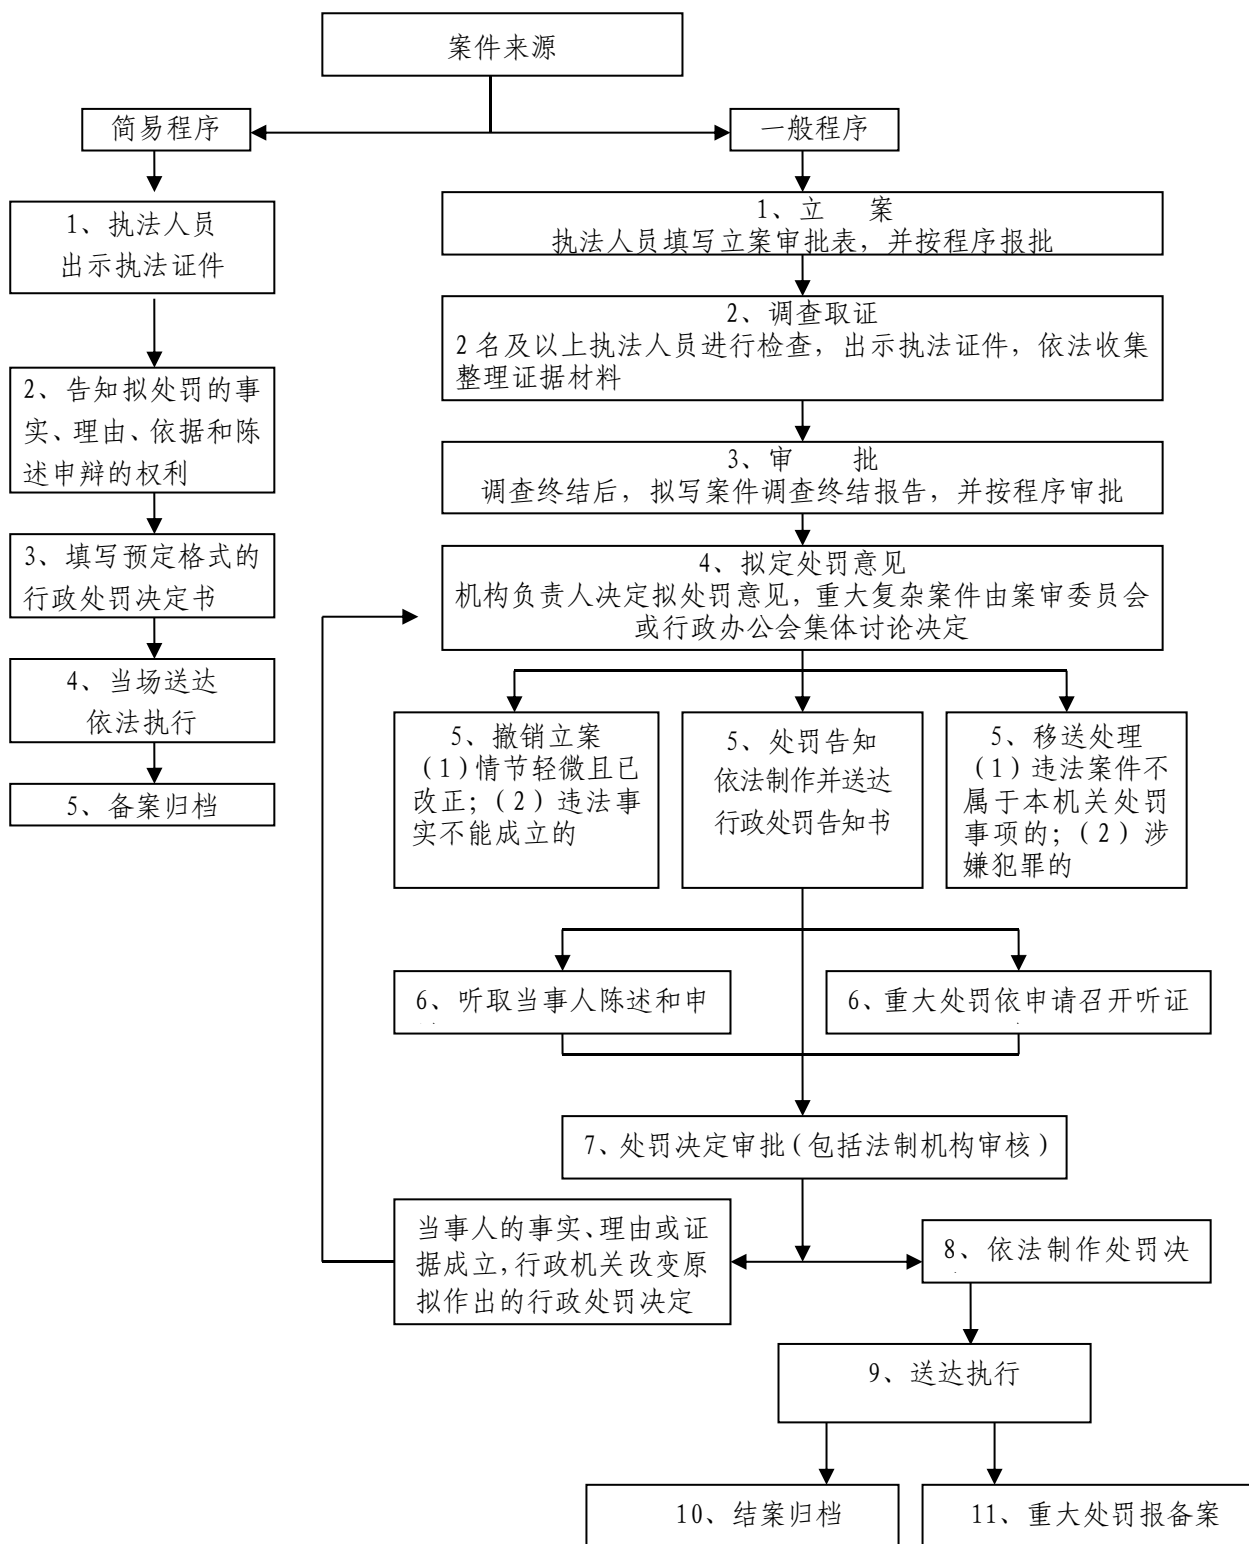 案件来源
简易程序
一般程序
1、执法人员
出示执法证件
2、告知拟处罚的事
实、理由、依据和陈
述申辩的权利
3、填写预定格式的
行政处罚决定书
4、当场送达
依法执行
5、备案归档
1、立 案
执法人员填写立案审批表，并按程序报批
2、调查取证
2名及以上执法人员进行检查，出示执法证件，依法收集
整理证据材料
3、审 批
调查终结后，拟写案件调查终结报告，并按程序审批
4、拟定处罚意见
机构负责人决定拟处罚意见，重大复杂案件由案审委员会
或行政办公会集体讨论决定
5、撤销立案
（1）情节轻微且已
改正；（2）违法事
实不能成立的
5、处罚告知
依法制作并送达
行政处罚告知书
5、移送处理
（1）违法案件不
属于本机关处罚
事项的；（2）涉
嫌犯罪的
6、听取当事人陈述和申
6、重大处罚依申请召开听证
7、处罚决定审批（包括法制机构审核）
当事人的事实、理由或证
据成立，行政机关改变原
拟作出的行政处罚决定
8、依法制作处罚决
9、送达执行
10、结案归档
11、重大处罚报备案